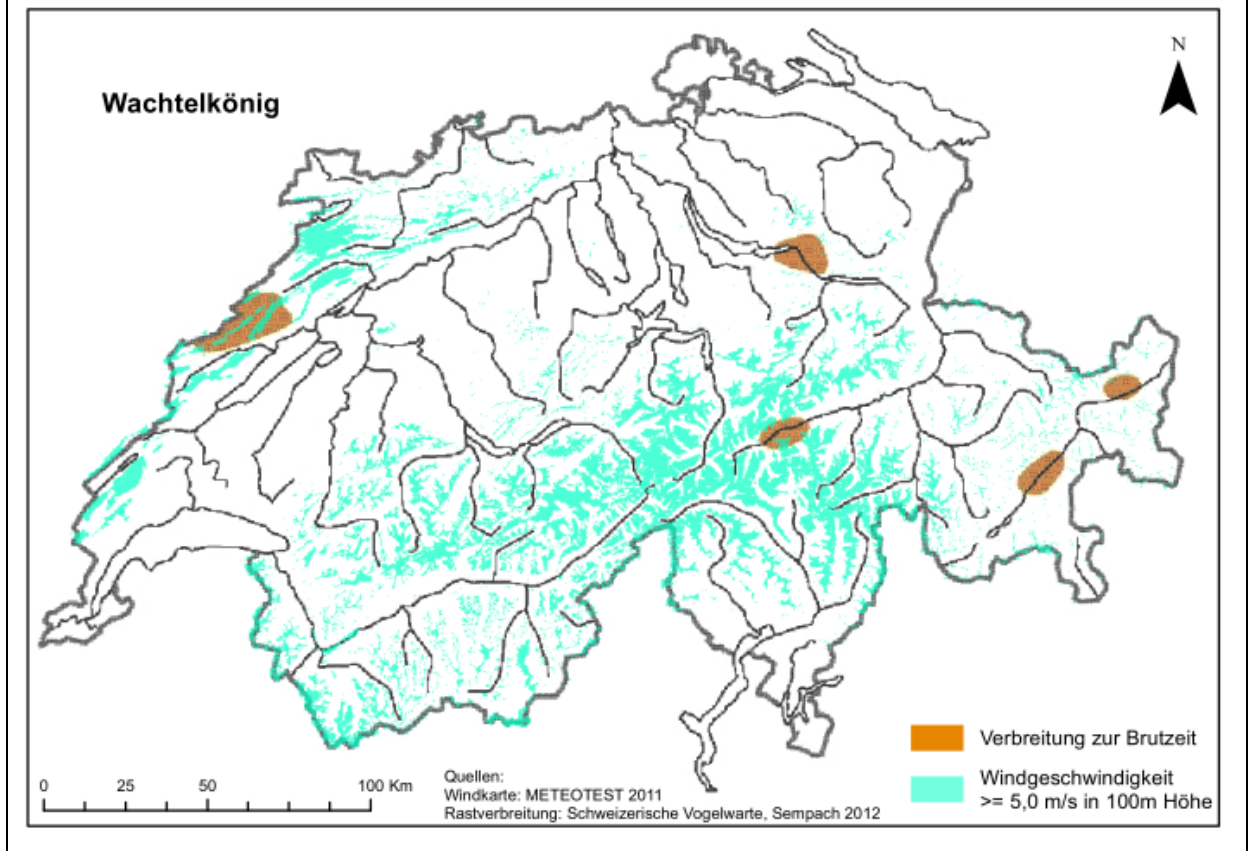 N
Wachtelkönig
Verbreitung zur Brutzeit
Windgeschwindigkeit
>= 5,0 m/s in 100m Höhe
0 25 50 100 Km
Quellen:
Windkarte: METEOTEST 2011
Rastverbreitung: Schweizerische Vogelwarte, Sempach 2012